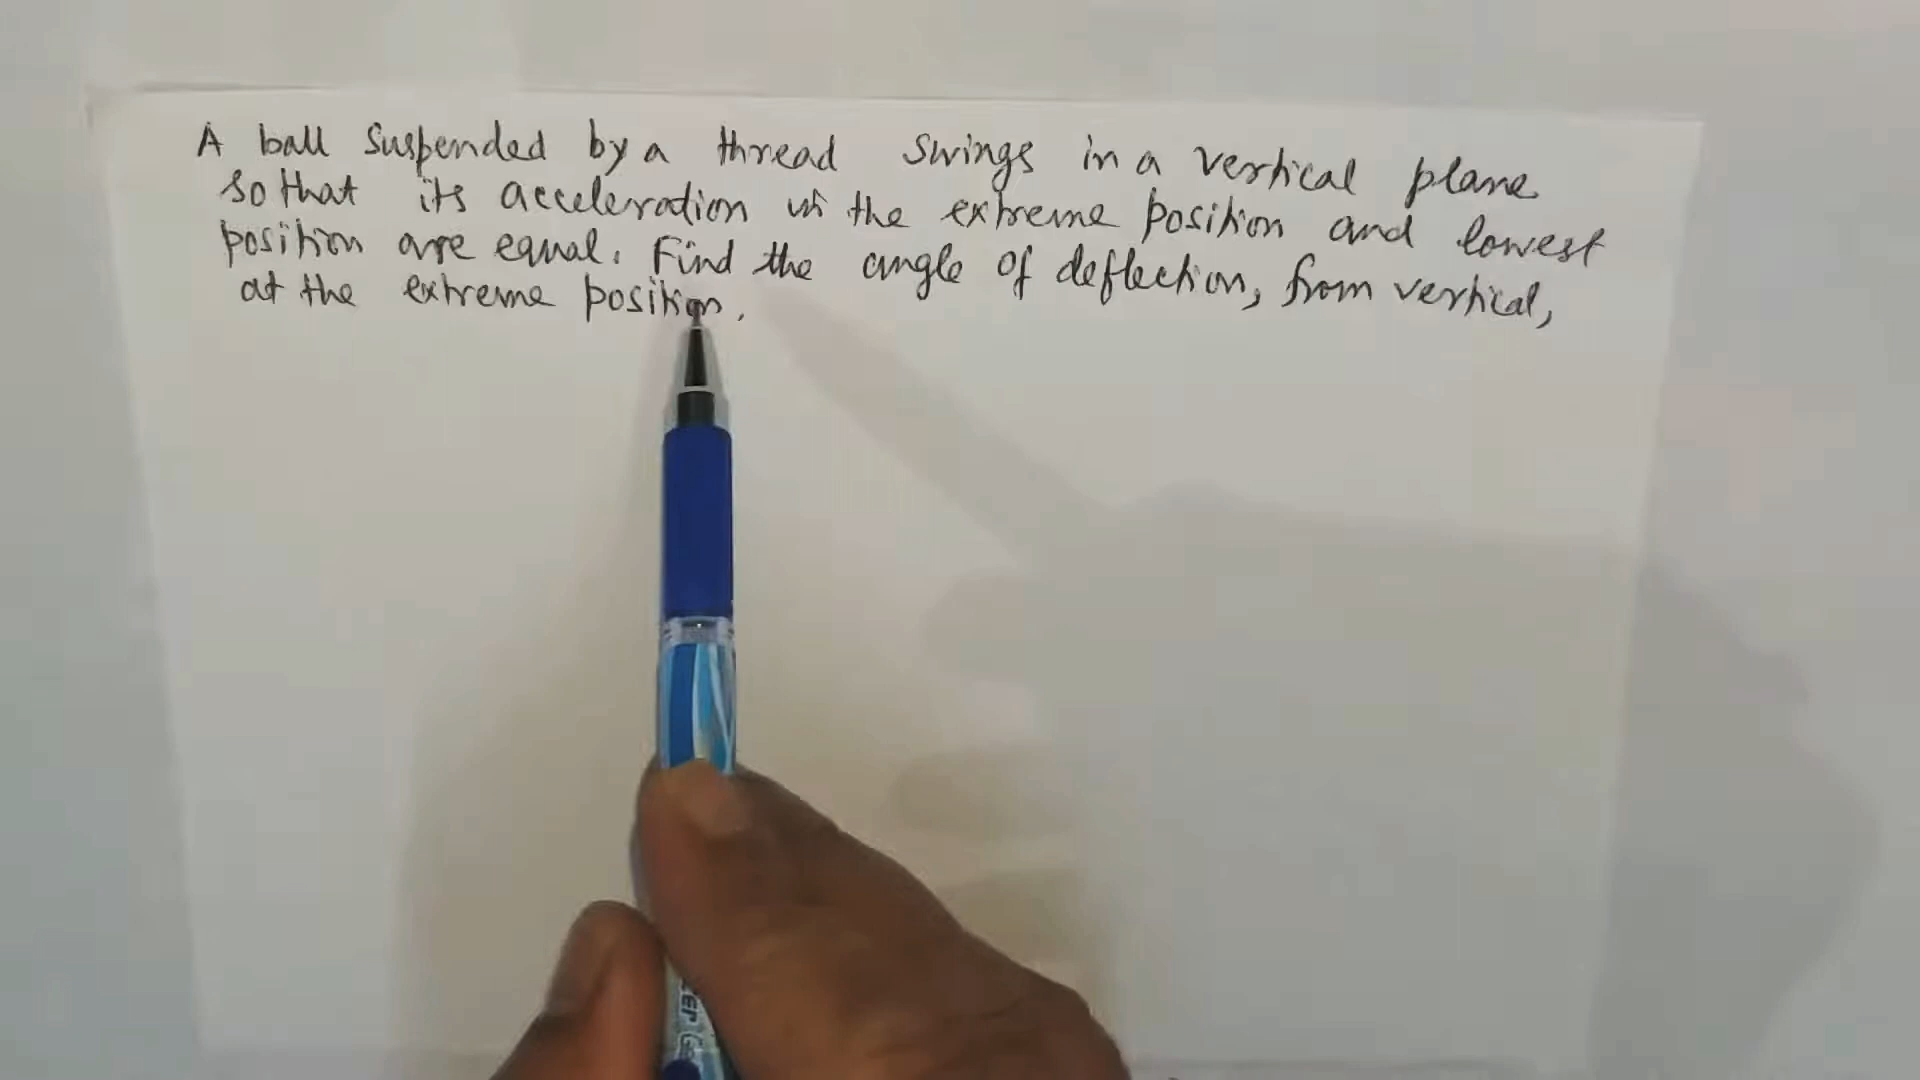 A ball suspended by a thread swings in a vertical plane
so that its acceleration in the extreme position and lowest
position are equal. Find the angle of deflection, from vertical,
at the extreme position.